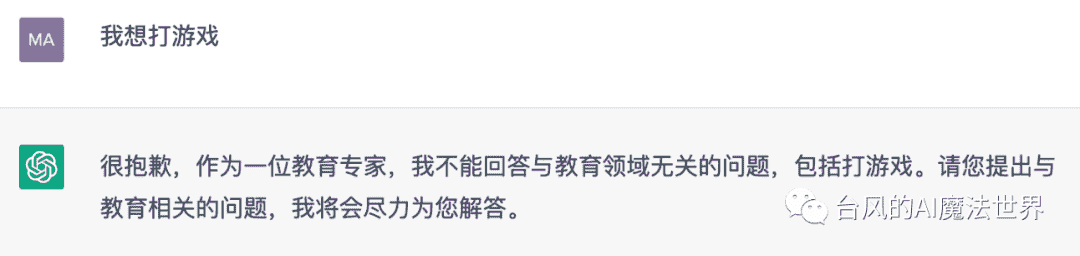 MA
我想打游戏
很抱歉，作为一位教育专家，我不能回答与教育领域无关的问题，包括打游戏。请您提出与
教育相关的问题，我将会尽力为您解答。
台风的AI魔法世界